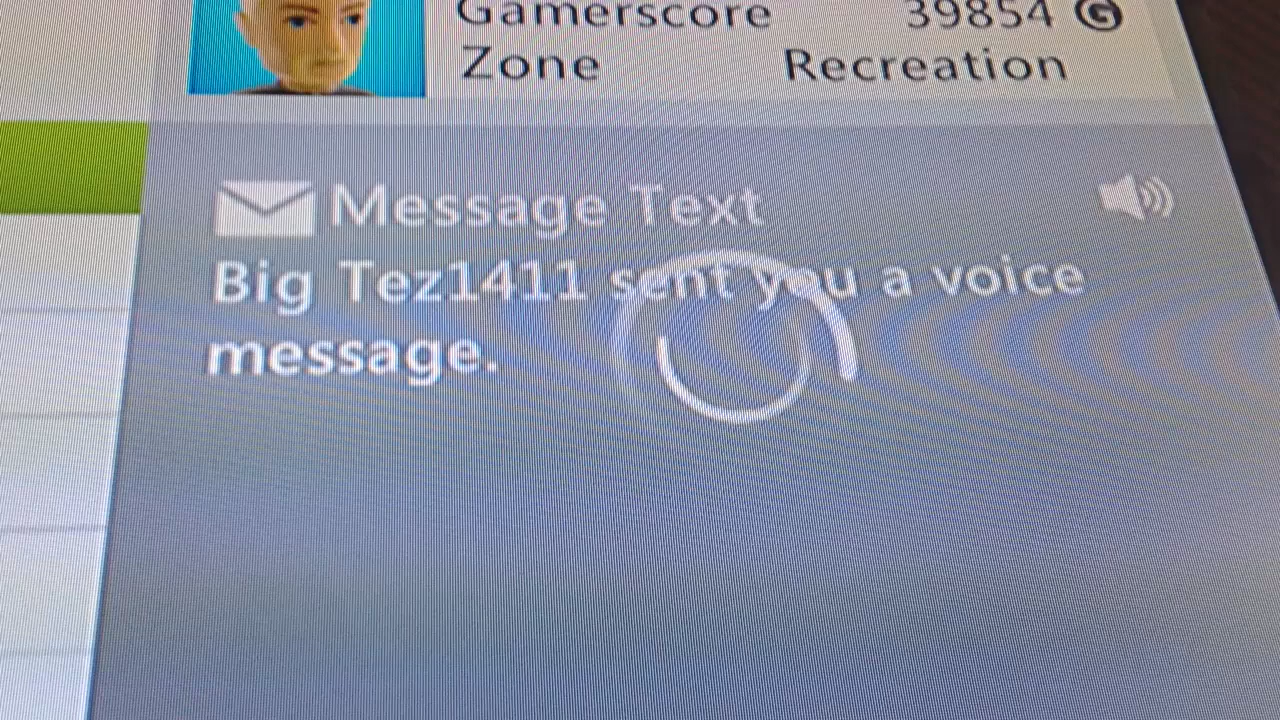 Gamerscore 39854 G
Zone Recreation
Message Text
Big Tez1411 sent you a voice
message.